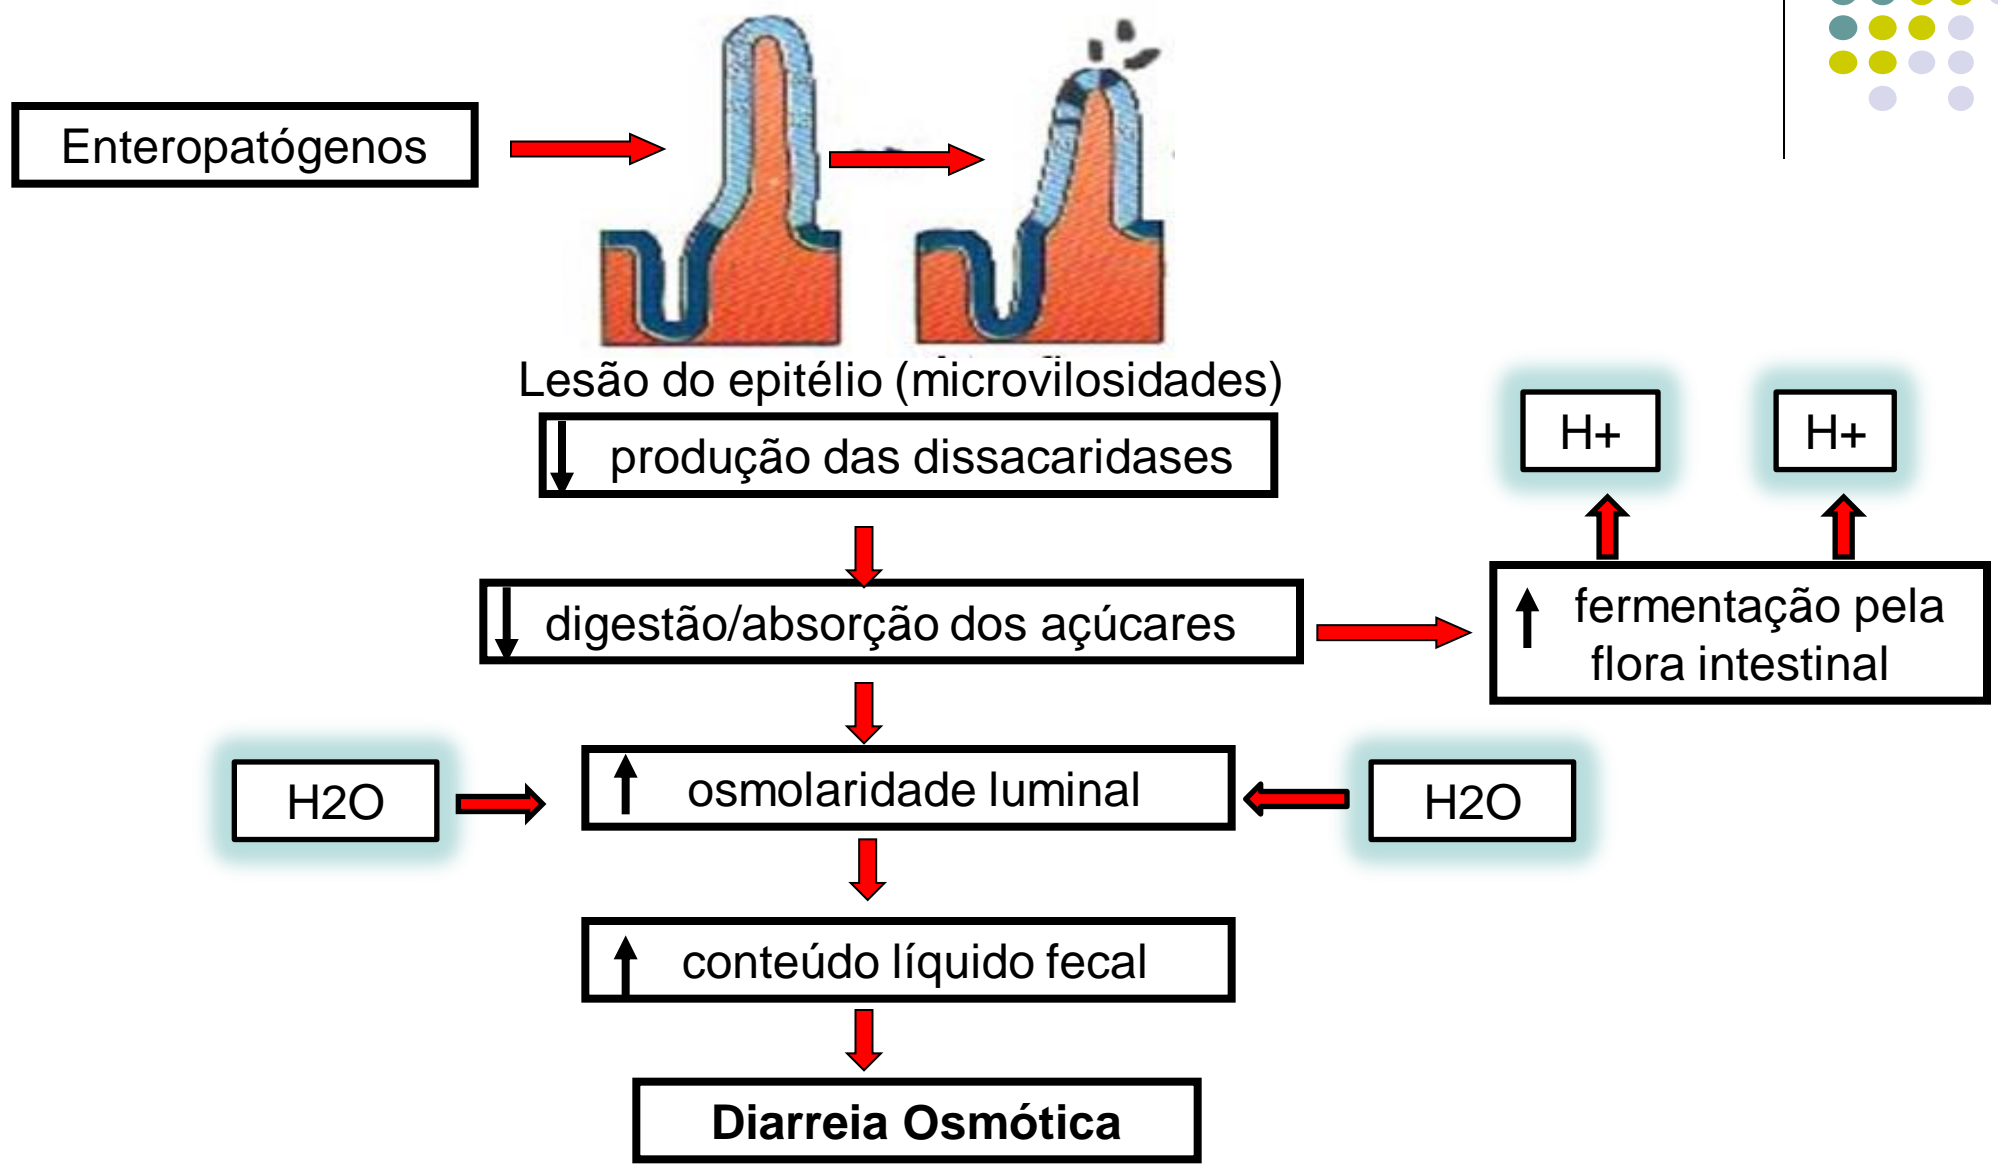 Enteropatógenos
Lesão do epitélio (microvilosidades)
produção das dissacaridases
H+
H+
digestão/absorção dos açúcares
fermentação pela
flora intestinal
H2O
osmolaridade luminal
H2O
conteúdo líquido fecal
Diarreia Osmótica